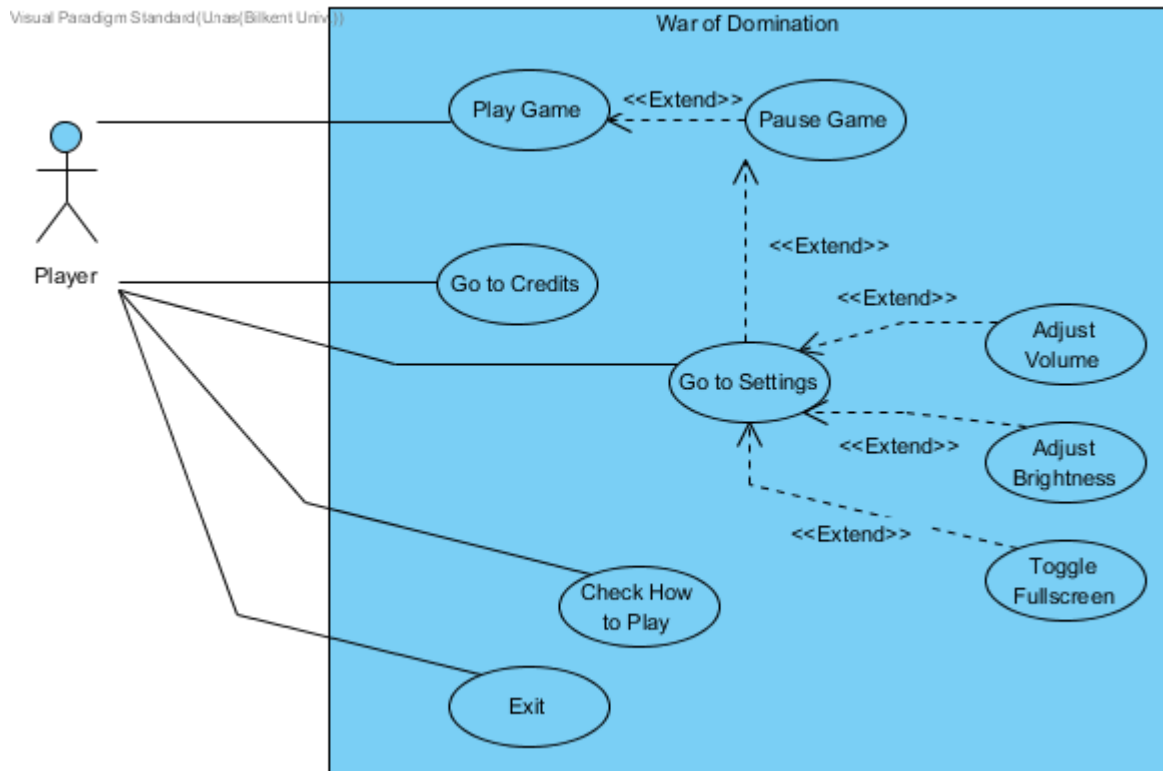 Visual Paradigm Standard(Unas(Bilkent Univ.))
War of Domination
Play Game
<<Extend>>
Pause Game
Player
<<Extend>>
Go to Credits
<<Extend>>
Adjust
Volume
Go to Settings
<<Extend>>
Adjust
Brightness
<<Extend>>
Toggle
Fullscreen
Check How
to Play
Exit